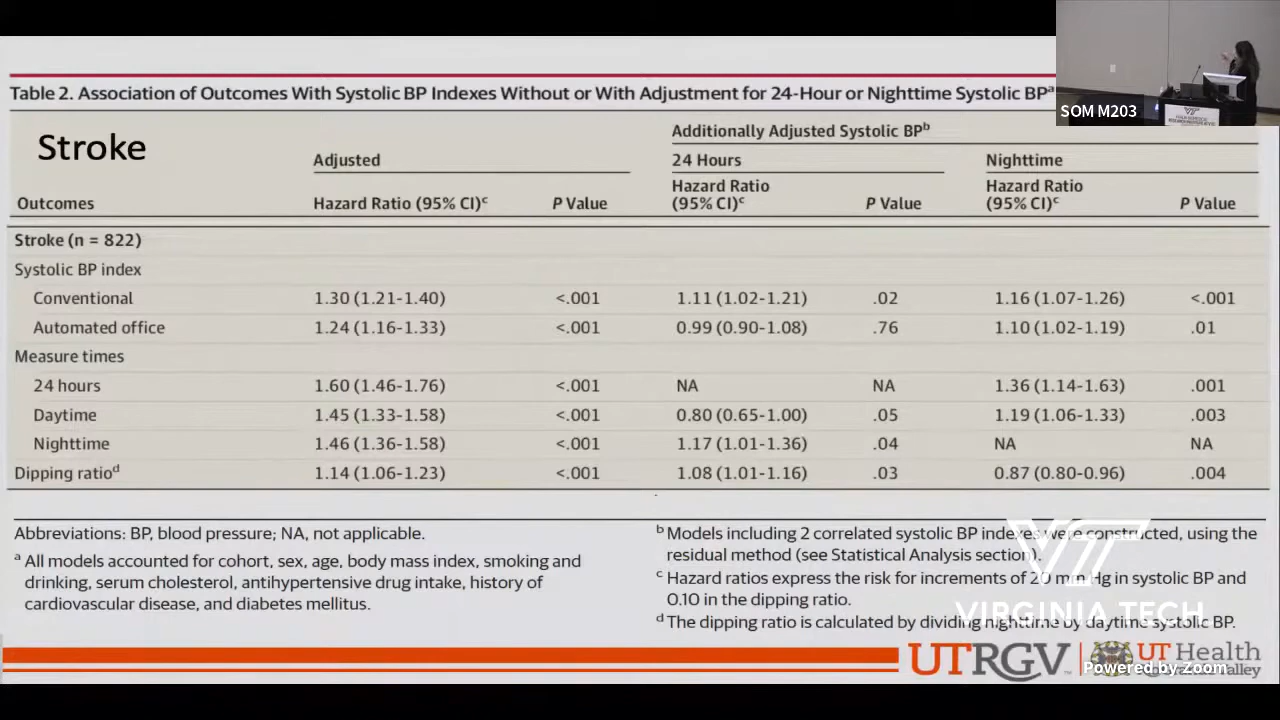 Table 2. Association of Outcomes With Systolic BP Indexes Without or With Adjustment for 24-Hour or Nighttime Systolic BPa
SOM M203
Stroke
Additionally Adjusted Systolic BPb
Adjusted
24 Hours
Nighttime
Outcomes
Hazard Ratio (95% CI)c
P Value
Hazard Ratio
(95% CI)c
P Value
Hazard Ratio
(95% CI)c
P Value
Stroke (n = 822)
Systolic BP index
Conventional 1.30 (1.21-1.40) <.001 1.11 (1.02-1.21) .02 1.16 (1.07-1.26) <.001
Automated office 1.24 (1.16-1.33) <.001 0.99 (0.90-1.08) .76 1.10 (1.02-1.19) .01
Measure times
24 hours 1.60 (1.46-1.76) <.001 NA NA 1.36 (1.14-1.63) .001
Daytime 1.45 (1.33-1.58) <.001 0.80 (0.65-1.00) .05 1.19 (1.06-1.33) .003
Nighttime 1.46 (1.36-1.58) <.001 1.17 (1.01-1.36) .04 NA NA
Dipping ratiod 1.14 (1.06-1.23) <.001 1.08 (1.01-1.16) .03 0.87 (0.80-0.96) .004
Abbreviations: BP, blood pressure; NA, not applicable.
a All models accounted for cohort, sex, age, body mass index, smoking and
drinking, serum cholesterol, antihypertensive drug intake, history of
cardiovascular disease, and diabetes mellitus.
b Models including 2 correlated systolic BP indexes were constructed, using the
residual method (see Statistical Analysis section).
c Hazard ratios express the risk for increments of 20 mm Hg in systolic BP and
0.10 in the dipping ratio.
d The dipping ratio is calculated by dividing nighttime by daytime systolic BP.
VT
VIRGINIA TECH
UTRGV
UT Health
Valley
Powered by Zoom